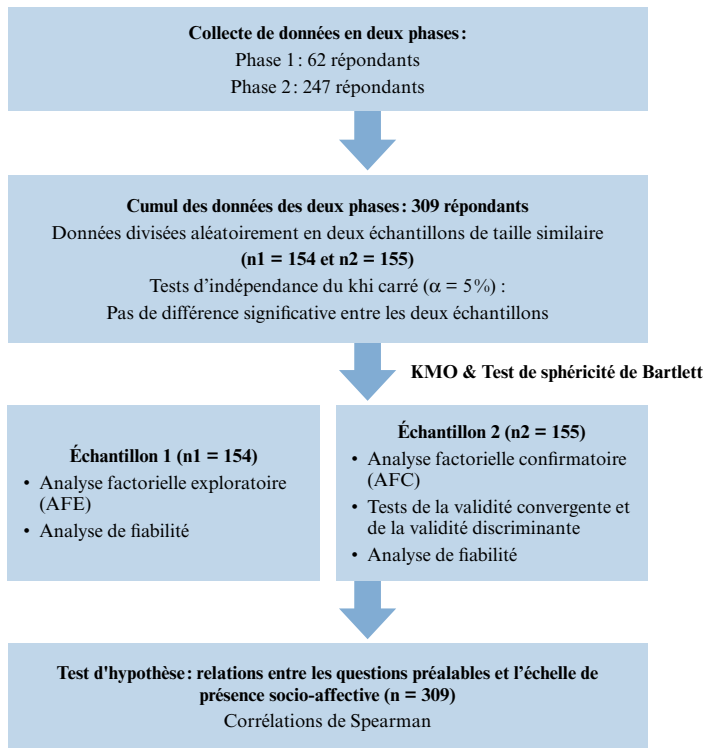 Collecte de données en deux phases :
Phase 1 : 62 répondants
Phase 2 : 247 répondants
Cumul des données des deux phases : 309 répondants
Données divisées aléatoirement en deux échantillons de taille similaire
(n1 = 154 et n2 = 155)
Tests d’indépendance du khi carré (α = 5 %) :
Pas de différence significative entre les deux échantillons
KMO & Test de sphéricité de Bartlett
Échantillon 1 (n1 = 154)
• Analyse factorielle exploratoire
(AFE)
• Analyse de fiabilité
Échantillon 2 (n2 = 155)
• Analyse factorielle confirmatoire
(AFC)
• Tests de la validité convergente et
de la validité discriminante
• Analyse de fiabilité
Test d'hypothèse : relations entre les questions préalables et l’échelle de
présence socio-affective (n = 309)
Corrélations de Spearman